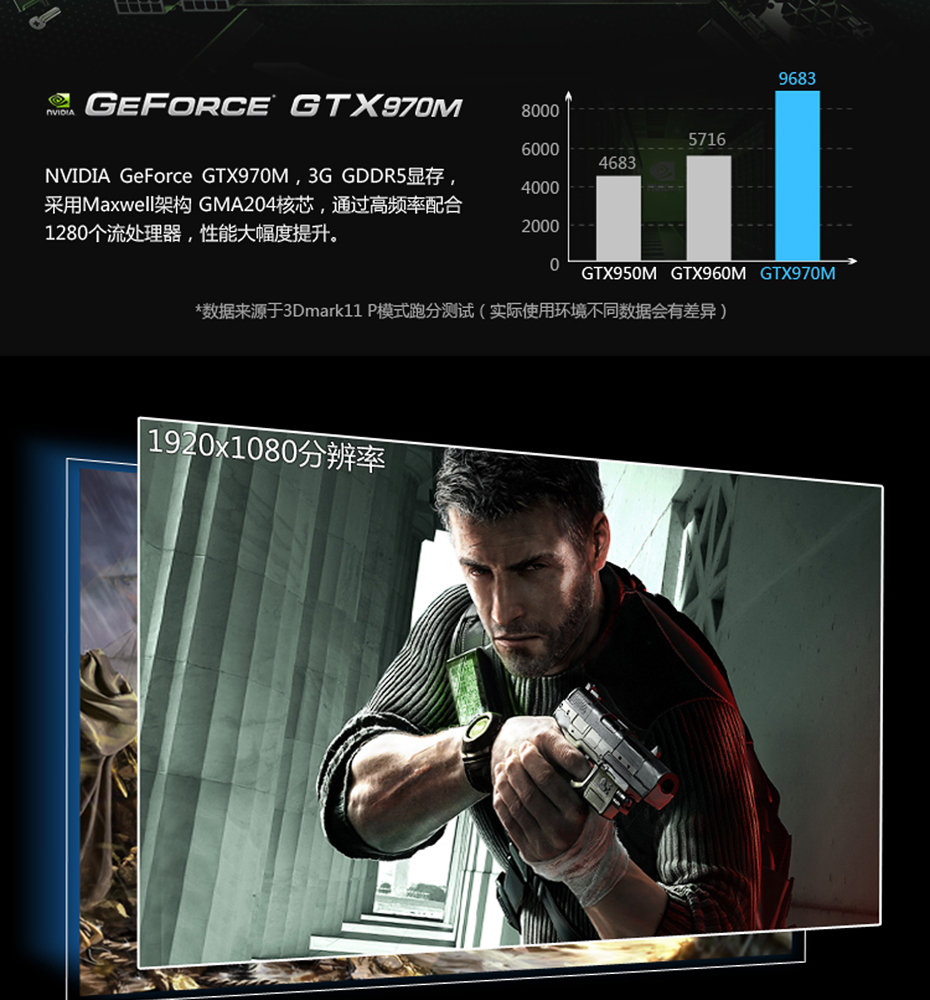 NVIDIA GEFORCE GTX970M
NVIDIA GeForce GTX970M，3G GDDR5显存，
采用Maxwell架构 GMA204核芯，通过高频率配合
1280个流处理器，性能大幅度提升。
9683
8000
5716
6000
4683
4000
2000
0
GTX950M GTX960M GTX970M
*数据来源于3Dmark11 P模式跑分测试（实际使用环境不同数据会有差异）
1920x1080分辨率